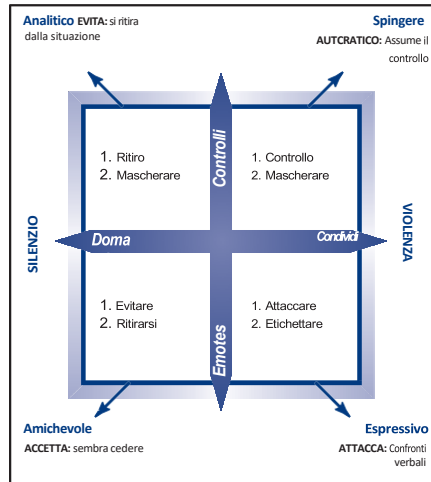 Analitico EVITA: si ritira
dalla situazione
Spingere
AUTCRATICO: Assume il
controllo
1. Ritiro
2. Mascherare
Controlli
1. Controllo
2. Mascherare
SILENZIO
Doma
Condividi
VIOLENZA
1. Evitare
2. Ritirarsi
Emotes
1. Attaccare
2. Etichettare
Amichevole
ACCETTA: sembra cedere
Espressivo
ATTACCA: Confronti
verbali